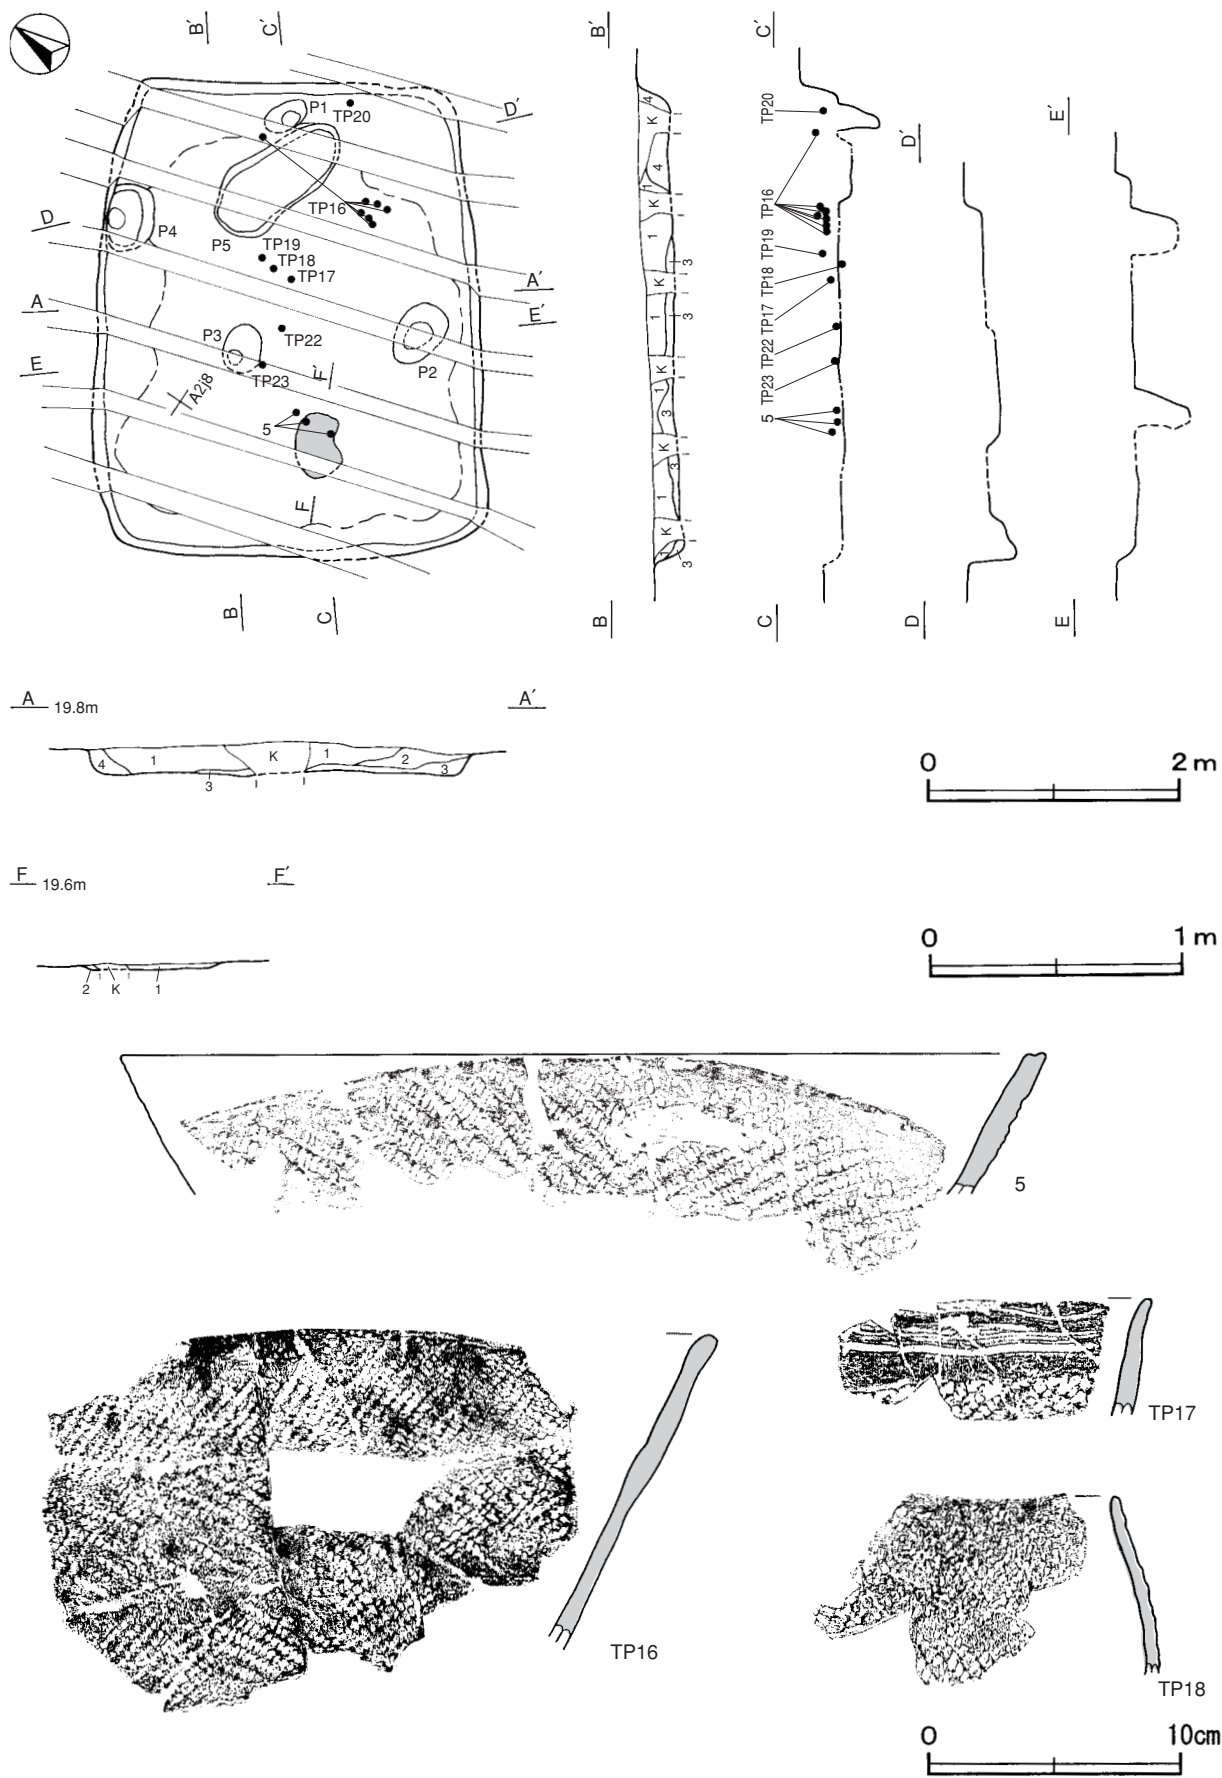 B′
C′
P1
TP20
D′
D
P4
TP16
P5
TP19
TP18
TP17
A′
E′
A
P3
TP22
P2
E
TP23
F′
A2j8
5
F
B
C
B′
4
K
4
1
K
1
3
K
1
3
K
1
3
K
3
1
K
1
3
B
C′
TP20
TP16
TP19
TP18
TP17
TP22
TP23
5
C
D′
D
E′
E
A 19.8m
A′
4
1
K
1
2
3
3
0 2m
F 19.6m
F′
2
K
1
0 1m
5
TP16
TP17
TP18
0 10cm